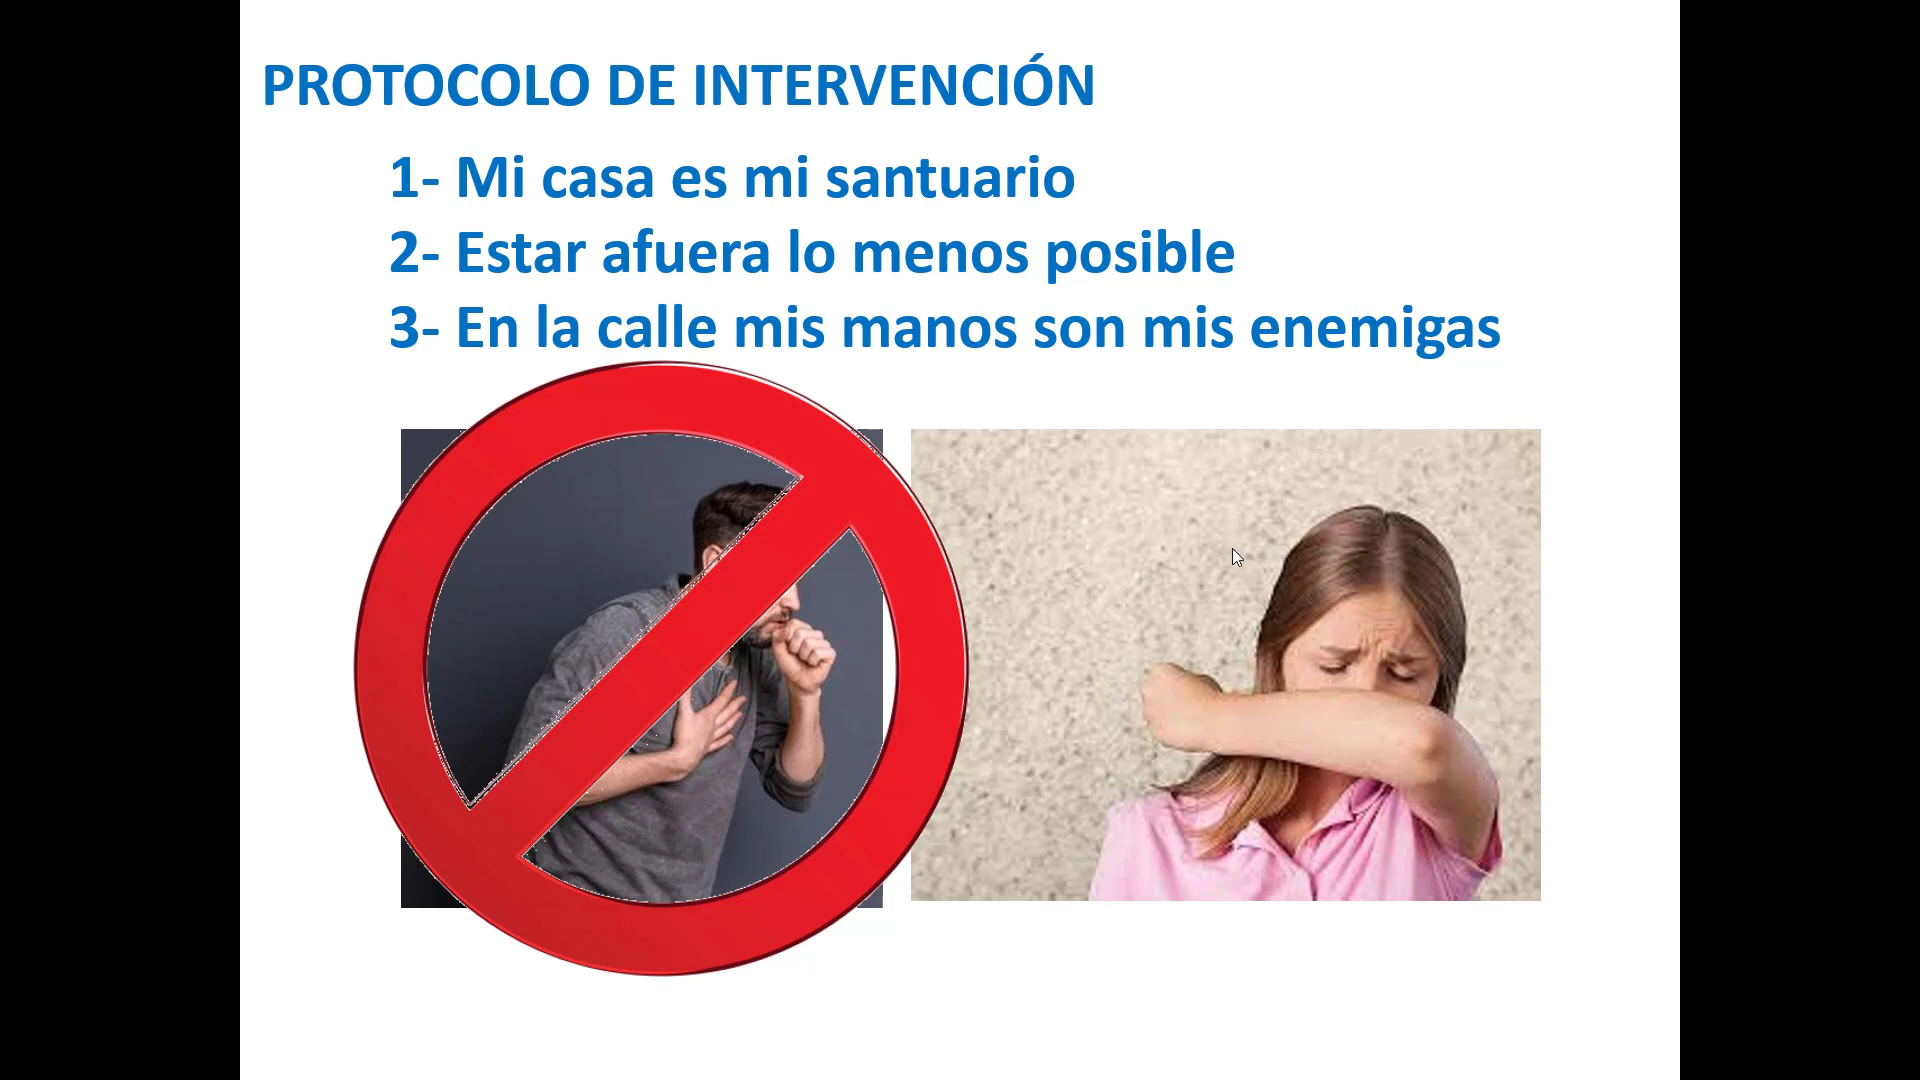 PROTOCOLO DE INTERVENCIÓN
1- Mi casa es mi santuario
2- Estar afuera lo menos posible
3- En la calle mis manos son mis enemigas